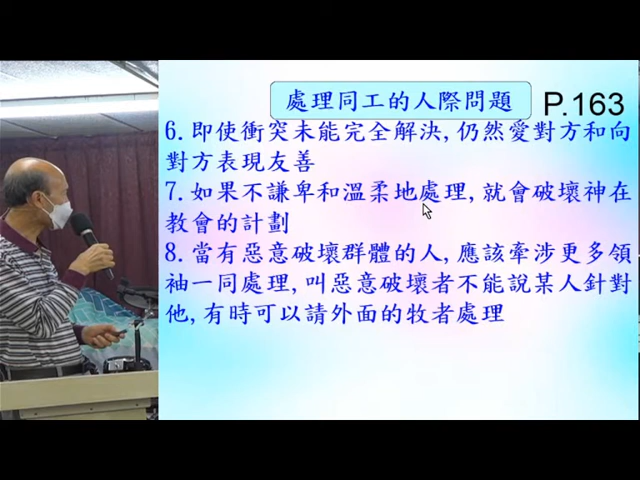 處理同工的人際問題 P.163
6.即使衝突未能完全解決,仍然愛對方和向
對方表現友善
7.如果不謙卑和溫柔地處理,就會破壞神在
教會的計劃
8.當有惡意破壞群體的人,應該牽涉更多領
袖一同處理,叫惡意破壞者不能說某人針對
他,有時可以請外面的牧者處理